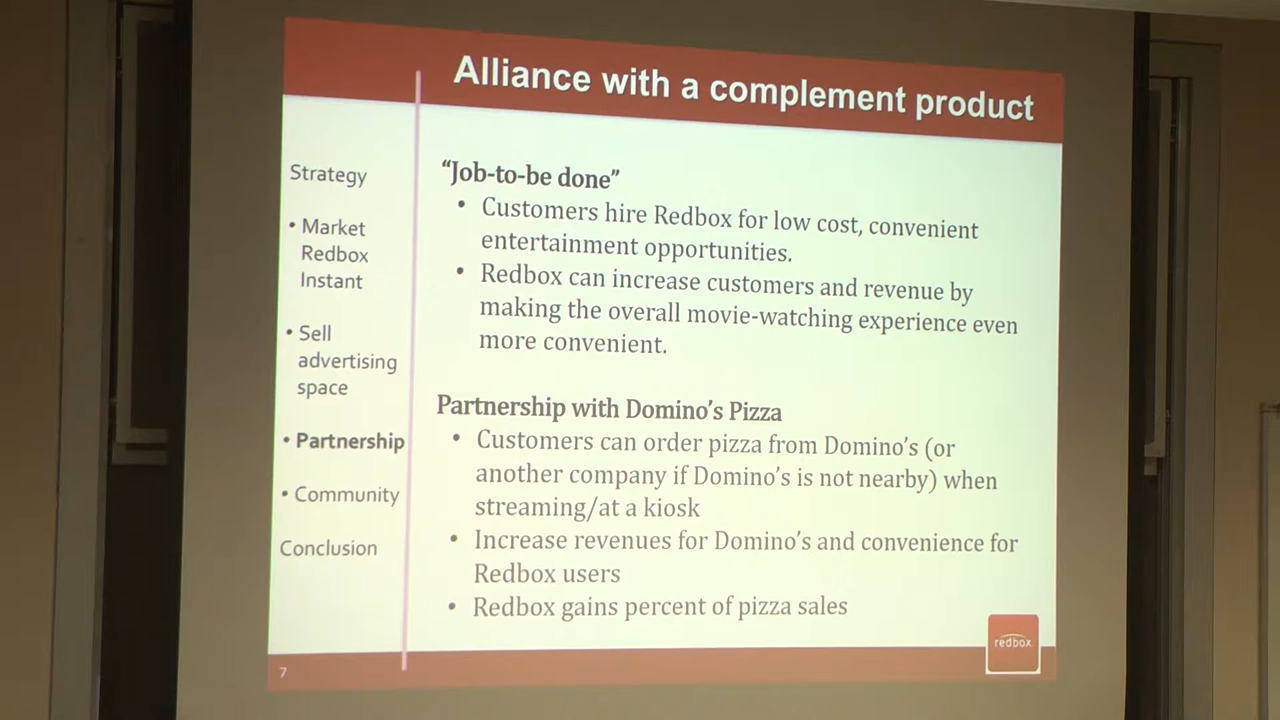 Alliance with a complement product
Strategy
• Market
Redbox
Instant
• Sell
advertising
space
• Partnership
• Community
Conclusion
“Job-to-be done”
• Customers hire Redbox for low cost, convenient
entertainment opportunities.
• Redbox can increase customers and revenue by
making the overall movie-watching experience even
more convenient.
Partnership with Domino’s Pizza
• Customers can order pizza from Domino’s (or
another company if Domino’s is not nearby) when
streaming/at a kiosk
• Increase revenues for Domino’s and convenience for
Redbox users
• Redbox gains percent of pizza sales
redbox
7